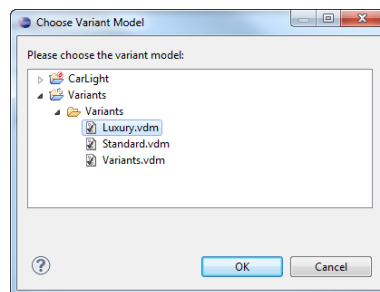 Choose Variant Model
Please choose the variant model:
CarLight
Variants
Variants
Luxury.vdm
Standard.vdm
Variants.vdm
?
OK Cancel